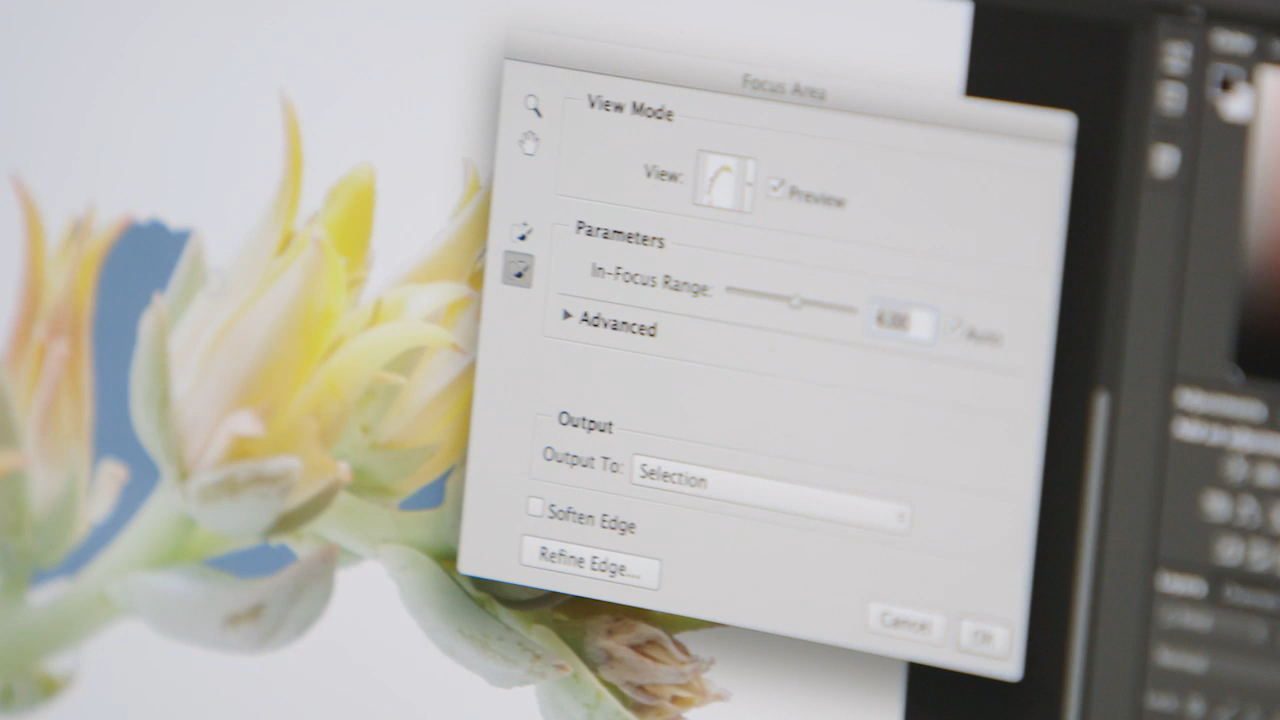 Focus Area
View Mode
View:
Preview
Parameters
In-Focus Range:
Auto
Advanced
Output
Output To: Selection
Soften Edge
Refine Edge...
Cancel
OK